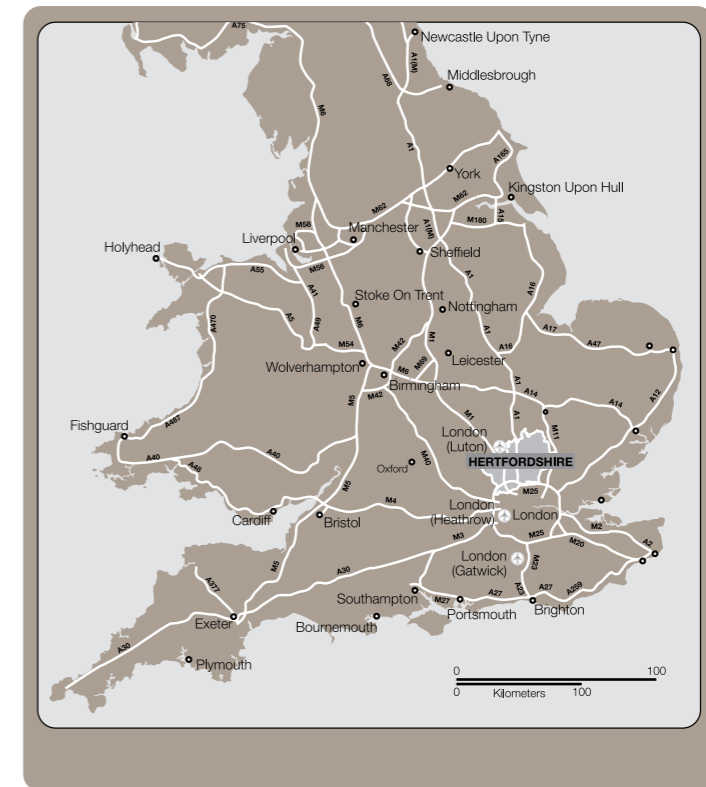 A75
Newcastle Upon Tyne
A1(M)
A68
Middlesbrough
M6
A1
A165
York
M62
M62
Kingston Upon Hull
A15
M180
M58
Manchester
A1(M)
Liverpool
Sheffield
Holyhead
M56
A55
A1
A41
A16
Stoke On Trent
Nottingham
A5
A49
M6
A470
M42
M1
A1
A17
A47
M54
A16
Leicester
Wolverhampton
M69
M6
Birmingham
A1
A14
A14
A12
M42
M5
M1
A1
M11
Fishguard
A487
London
(Luton)
A40
A40
A48
Oxford
M40
HERTFORDSHIRE
M5
M25
M4
London
(Heathrow)
London
Cardiff
Bristol
M2
M3
M25
M20
A2
London
(Gatwick)
M23
M5
A30
A377
Southampton
M27
A27
A23
A27
A259
Portsmouth
Brighton
Exeter
Bournemouth
A30
Plymouth
0
100
0
Kilometers
100